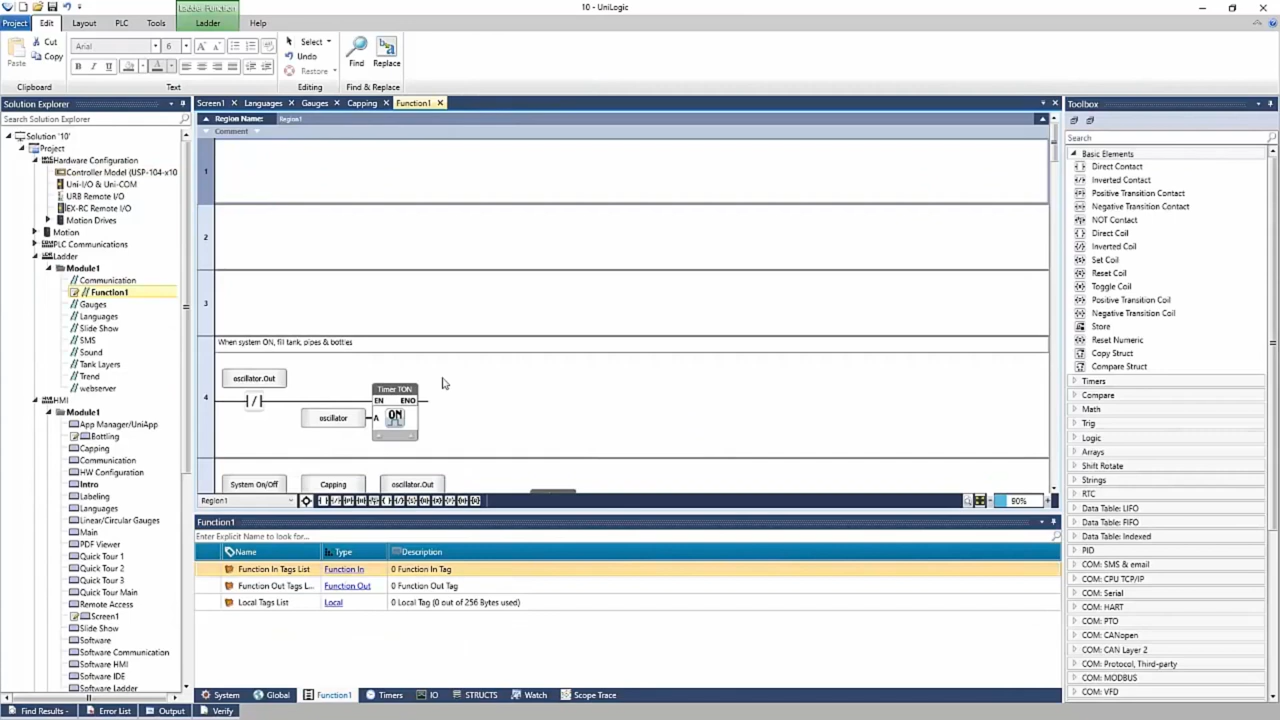 10 - UniLogic
Ladder Function
Project Edit Layout PLC Tools Ladder Help
Paste Cut Copy
Arial 6
Select
Undo
Restore
Find Replace
Clipboard Text Editing Find & Replace
Solution Explorer
Search Solution Explorer
Solution '10'
Project
Hardware Configuration
Controller Model (USP-104-x10
Uni-I/O & Uni-COM
URB Remote I/O
EX-RC Remote I/O
Motion Drives
Motion
PLC Communications
Ladder
Module1
Communication
Function1
Gauges
Languages
Slide Show
SMS
Sound
Tank Layers
Trend
webserver
HMI
Module1
App Manager/UniApp
Bottling
Capping
Communication
HW Configuration
Intro
Labeling
Languages
Linear/Circular Gauges
Main
PDF Viewer
Quick Tour 1
Quick Tour 2
Quick Tour 3
Quick Tour Main
Remote Access
Screen1
Slide Show
Software
Software Communication
Software HMI
Software IDE
Software Ladder
Screen1 Languages Gauges Capping Function1
Region Name: Region1
Comment
1
2
3
When system ON, fill tank, pipes & bottles
4
oscillator.Out
Timer TON
EN ENO
oscillator A ON
System On/Off Capping oscillator.Out
Region1 90%
Function1
Enter Explicit Name to look for...
Name Type Description
Function In Tags List Function In 0 Function In Tag
Function Out Tags L... Function Out 0 Function Out Tag
Local Tags List Local 0 Local Tag (0 out of 256 Bytes used)
System Global Function1 Timers IO STRUCTS Watch Scope Trace
Toolbox
Search
Basic Elements
Direct Contact
Inverted Contact
Positive Transition Contact
Negative Transition Contact
NOT Contact
Direct Coil
Inverted Coil
Set Coil
Reset Coil
Toggle Coil
Positive Transition Coil
Negative Transition Coil
Store
Reset Numeric
Copy Struct
Compare Struct
Timers
Compare
Math
Trig
Logic
Arrays
Shift Rotate
Strings
RTC
Data Table: LIFO
Data Table: FIFO
Data Table: Indexed
PID
COM: SMS & email
COM: CPU TCP/IP
COM: Serial
COM: HART
COM: PTO
COM: CANopen
COM: CAN Layer 2
COM: Protocol, Third-party
COM: MODBUS
COM: VFD
Find Results - Error List Output Verify